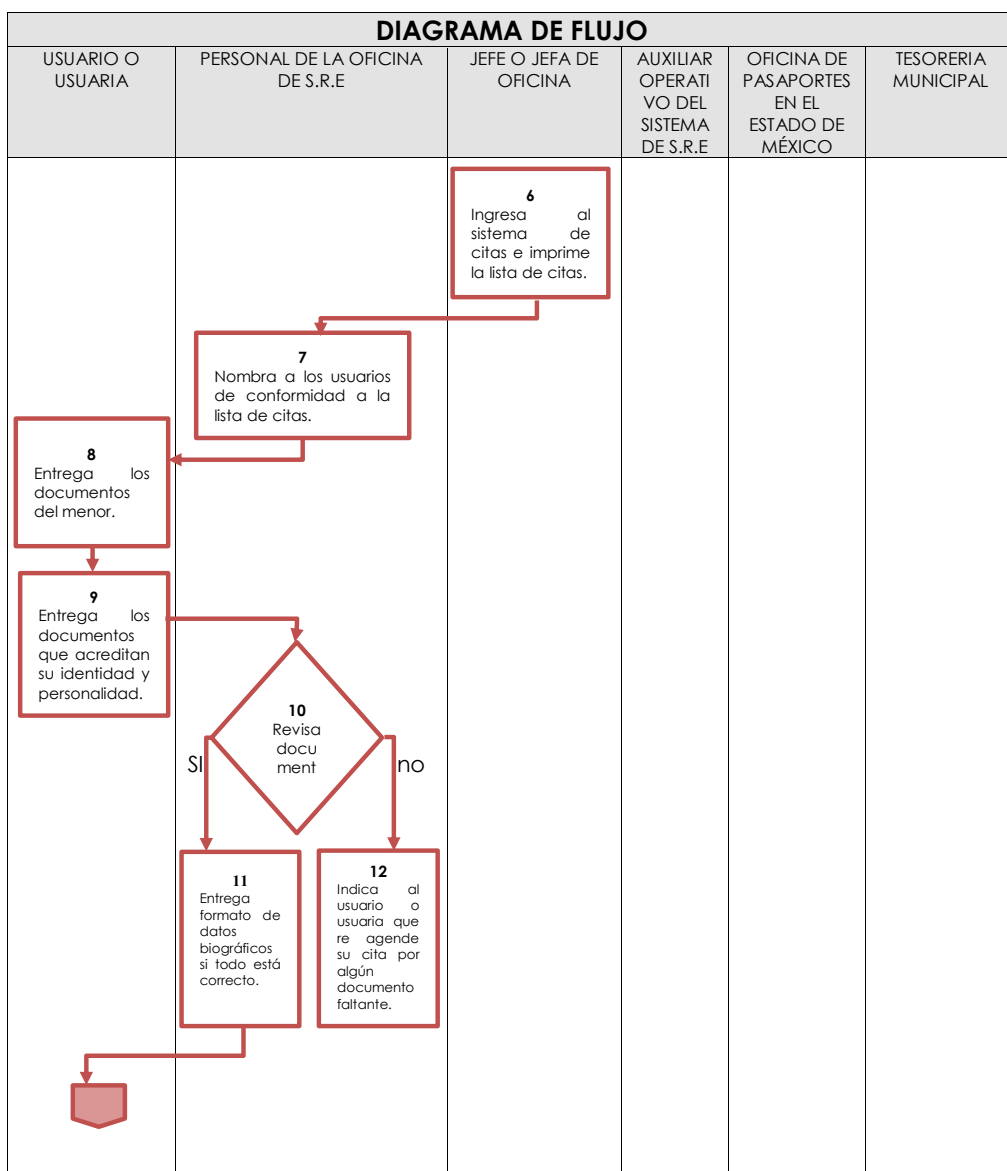 DIAGRAMA DE FLUJO
USUARIO O
USUARIA
PERSONAL DE LA OFICINA
DE S.R.E
JEFE O JEFA DE
OFICINA
AUXILIAR
OPERATI
VO DEL
SISTEMA
DE S.R.E
OFICINA DE
PASAPORTES
EN EL
ESTADO DE
MÉXICO
TESORERIA
MUNICIPAL
6
Ingresa al
sistema de
citas e imprime
la lista de citas.
7
Nombra a los usuarios
de conformidad a la
lista de citas.
8
Entrega los
documentos
del menor.
9
Entrega los
documentos
que acreditan
su identidad y
personalidad.
10
Revisa
docu
ment
SI
no
11
Entrega
formato de
datos
biográficos
si todo está
correcto.
12
Indica al
usuario o
usuaria que
re agende
su cita por
algún
documento
faltante.